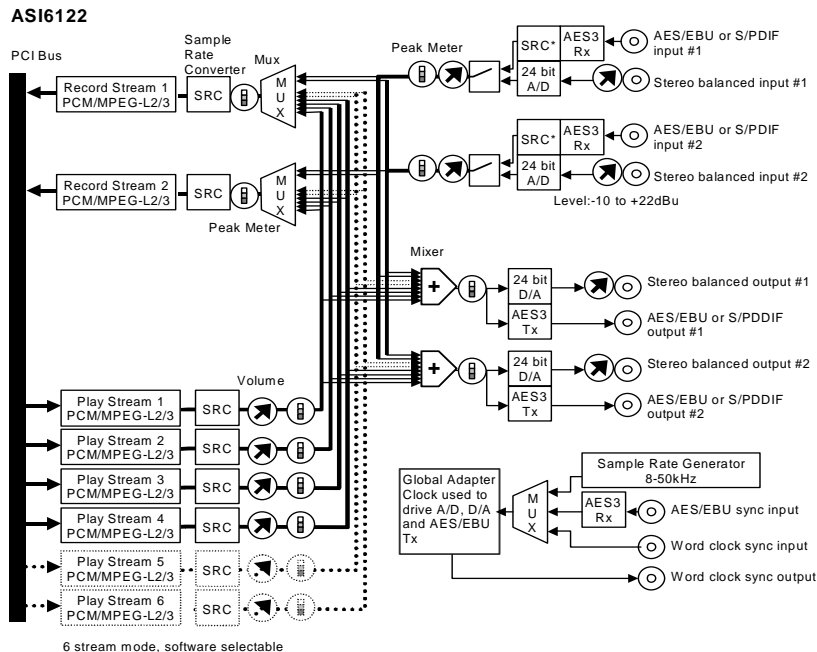 ASI6122
PCI Bus
Sample
Rate
Converter
Mux
Peak Meter
Record Stream 1
PCM/MPEG-L2/3
SRC
M
U
X
SRC*
AES3
Rx
24 bit
A/D
AES/EBU or S/PDIF
input #1
Stereo balanced input #1
Record Stream 2
PCM/MPEG-L2/3
SRC
M
U
X
Peak Meter
SRC*
AES3
Rx
24 bit
A/D
AES/EBU or S/PDIF
input #2
Stereo balanced input #2
Level:-10 to +22dBu
Mixer
+
24 bit
D/A
AES3
Tx
Stereo balanced output #1
AES/EBU or S/PDDIF
output #1
+
24 bit
D/A
AES3
Tx
Stereo balanced output #2
AES/EBU or S/PDDIF
output #2
Volume
Play Stream 1
PCM/MPEG-L2/3
SRC
Play Stream 2
PCM/MPEG-L2/3
SRC
Play Stream 3
PCM/MPEG-L2/3
SRC
Play Stream 4
PCM/MPEG-L2/3
SRC
Play Stream 5
PCM/MPEG-L2/3
SRC
Play Stream 6
PCM/MPEG-L2/3
SRC
Global Adapter
Clock used to
drive A/D, D/A
and AES/EBU
Tx
M
U
X
Sample Rate Generator
8-50kHz
AES3
Rx
AES/EBU sync input
Word clock sync input
Word clock sync output
6 stream mode, software selectable